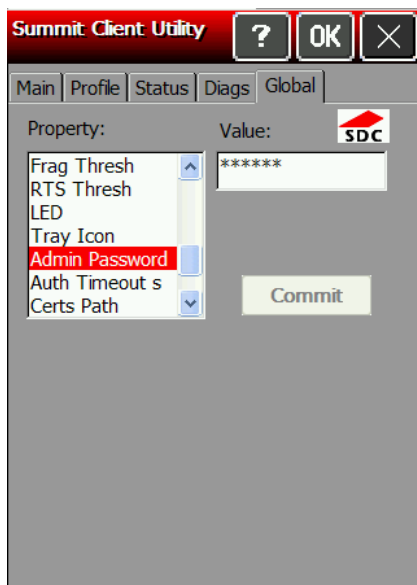 Summit Client Utility ? OK X
Main Profile Status Diags Global
Property: Value: SDC
Frag Thresh ******
RTS Thresh
LED
Tray Icon
Admin Password
Auth Timeout s
Certs Path
Commit